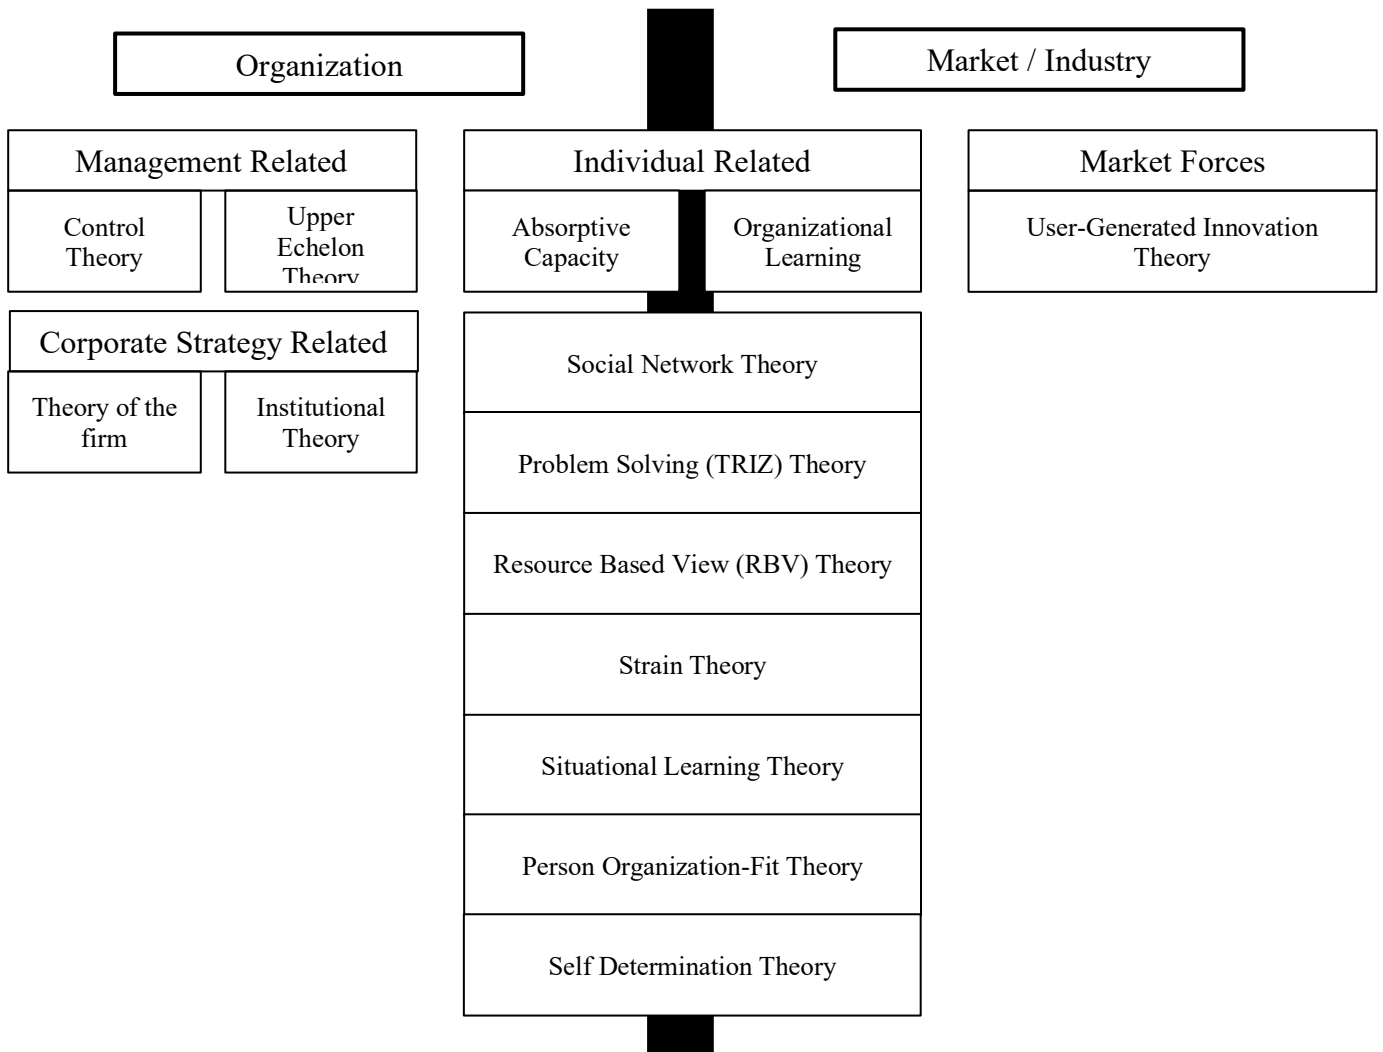 Organization
Market / Industry
Management Related
Control
Theory
Upper
Echelon
Theory
Individual Related
Absorptive
Capacity
Organizational
Learning
Market Forces
User-Generated Innovation
Theory
Corporate Strategy Related
Theory of the
firm
Institutional
Theory
Social Network Theory
Problem Solving (TRIZ) Theory
Resource Based View (RBV) Theory
Strain Theory
Situational Learning Theory
Person Organization-Fit Theory
Self Determination Theory